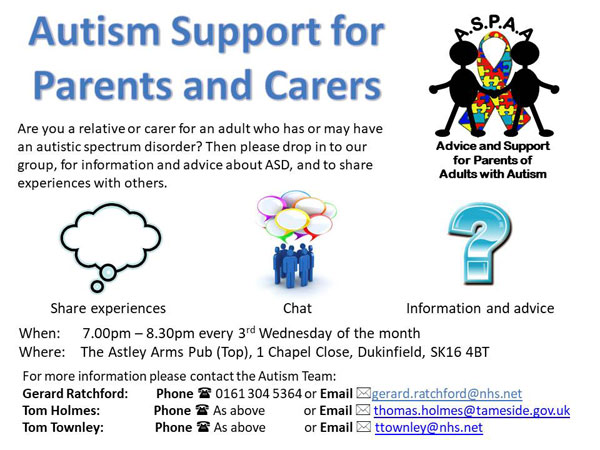 Autism Support for
Parents and Carers
A.S.P.A.A
Advice and Support
for Parents of
Adults with Autism
Are you a relative or carer for an adult who has or may have
an autistic spectrum disorder? Then please drop in to our
group, for information and advice about ASD, and to share
experiences with others.
Share experiences Chat Information and advice
When: 7.00pm – 8.30pm every 3rd Wednesday of the month
Where: The Astley Arms Pub (Top), 1 Chapel Close, Dukinfield, SK16 4BT
For more information please contact the Autism Team:
Gerard Ratchford: Phone ☎ 0161 304 5364 or Email ✉gerard.ratchford@nhs.net
Tom Holmes: Phone ☎ As above or Email ✉ thomas.holmes@tameside.gov.uk
Tom Townley: Phone ☎ As above or Email ✉ ttownley@nhs.net